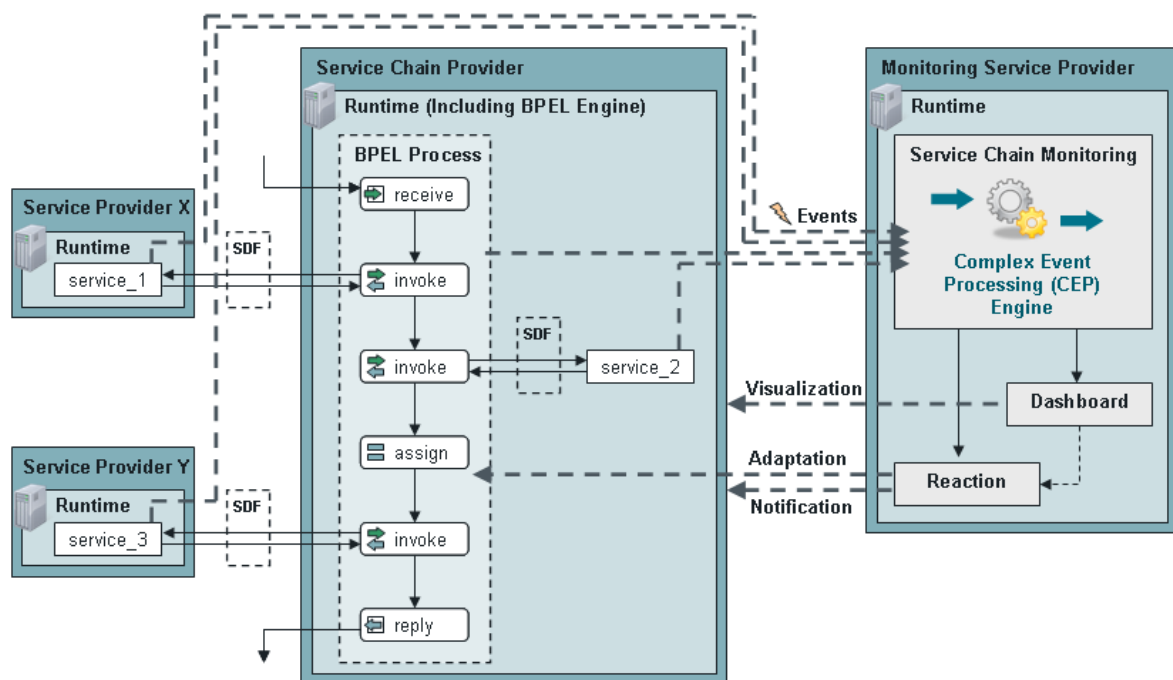 Service Chain Provider
Runtime (Including BPEL Engine)
BPEL Process
receive
invoke
invoke
assign
invoke
reply
Service Provider X
Runtime
service_1
SDF
SDF
service_2
Service Provider Y
Runtime
service_3
SDF
Events
Visualization
Adaptation
Notification
Monitoring Service Provider
Runtime
Service Chain Monitoring
Complex Event
Processing (CEP)
Engine
Dashboard
Reaction